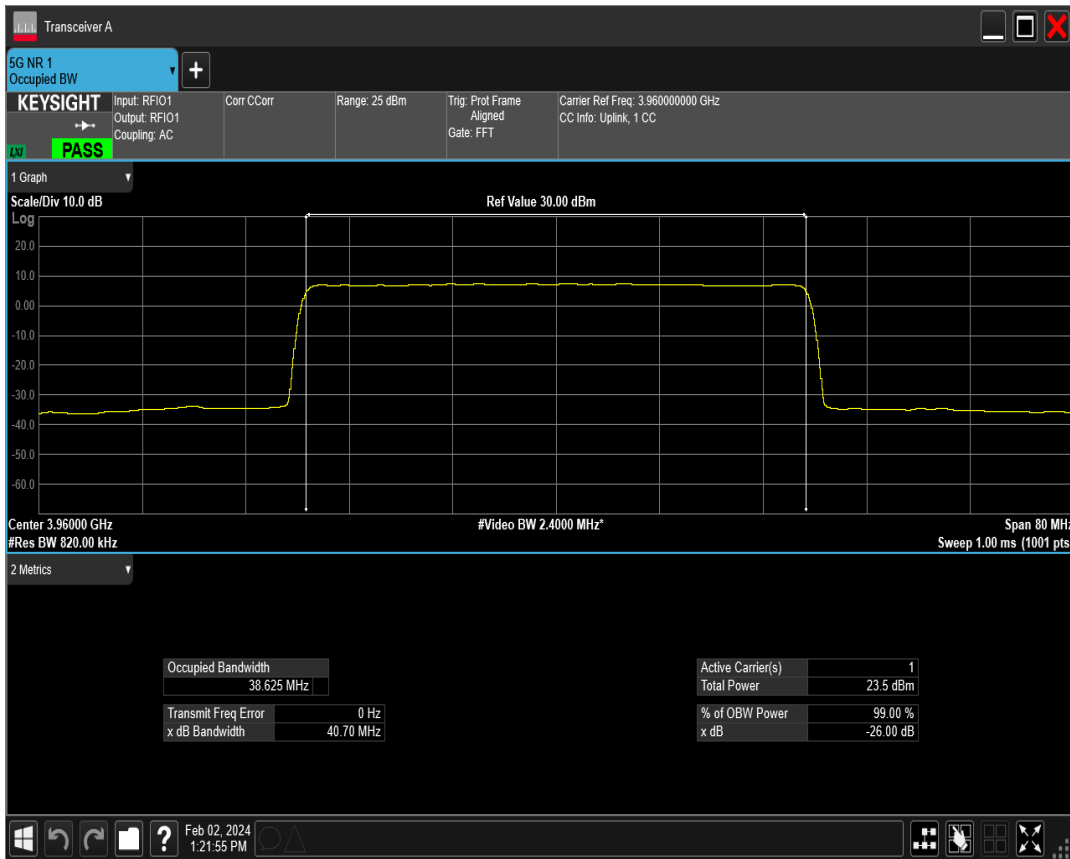 Transceiver A
5G NR 1
Occupied BW
KEYSIGHT
LXI
PASS
Input: RFIO1
Output: RFIO1
Coupling: AC
Corr CCorr
Range: 25 dBm
Trig: Prot Frame
Aligned
Gate: FFT
Carrier Ref Freq: 3.960000000 GHz
CC Info: Uplink, 1 CC
1 Graph
Scale/Div 10.0 dB
Ref Value 30.00 dBm
Log
20.0
10.0
0.00
-10.0
-20.0
-30.0
-40.0
-50.0
-60.0
Center 3.96000 GHz
#Video BW 2.4000 MHz*
Span 80 MHz
#Res BW 820.00 kHz
Sweep 1.00 ms (1001 pts
2 Metrics
Occupied Bandwidth
38.625 MHz
Transmit Freq Error 0 Hz
x dB Bandwidth 40.70 MHz
Active Carrier(s) 1
Total Power 23.5 dBm
% of OBW Power 99.00 %
x dB -26.00 dB
?
Feb 02, 2024
1:21:55 PM